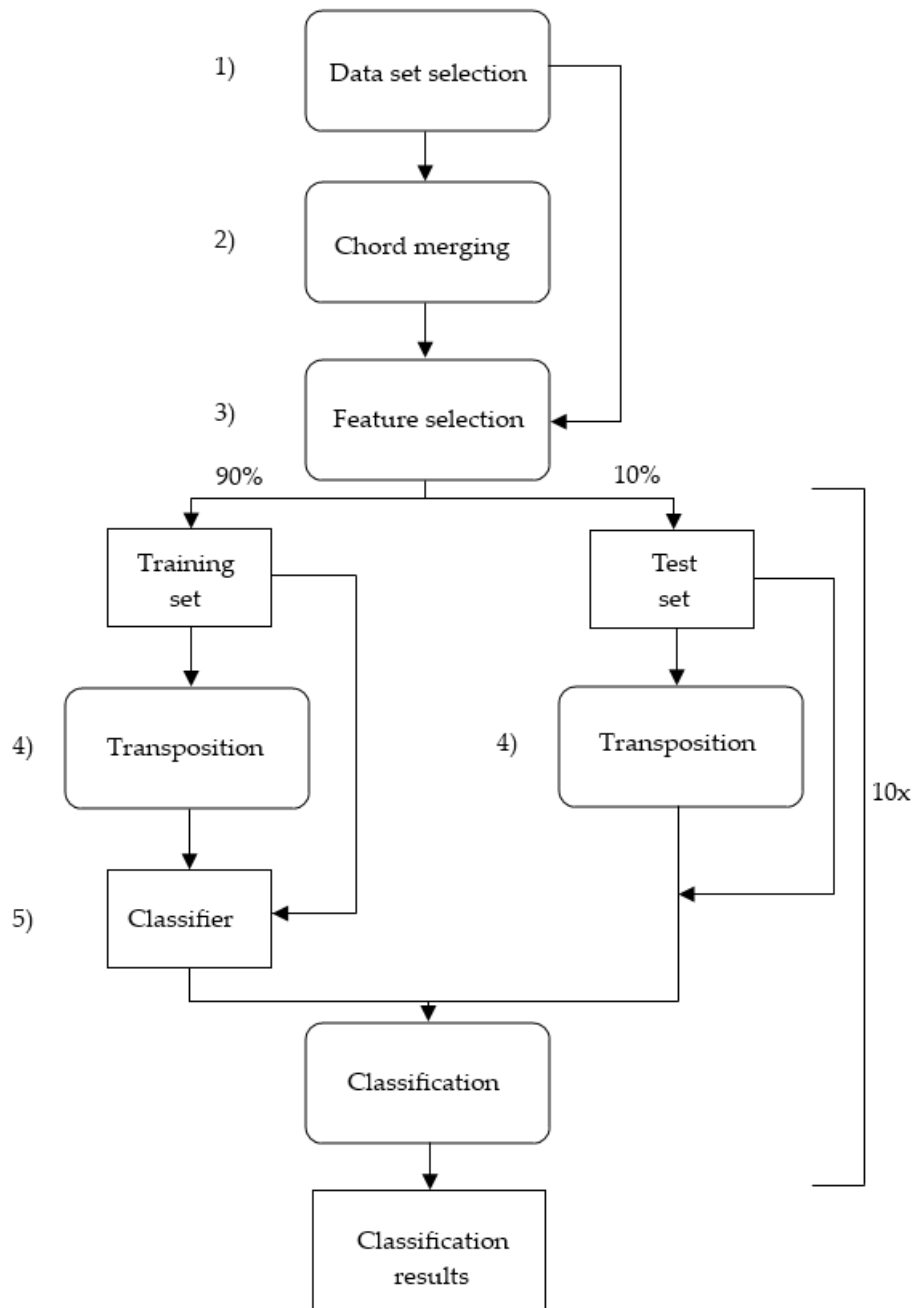 1)
Data set selection
2)
Chord merging
3)
Feature selection
90%
10%
Training
set
Test
set
4)
Transposition
4)
Transposition
10x
5)
Classifier
Classification
Classification
results